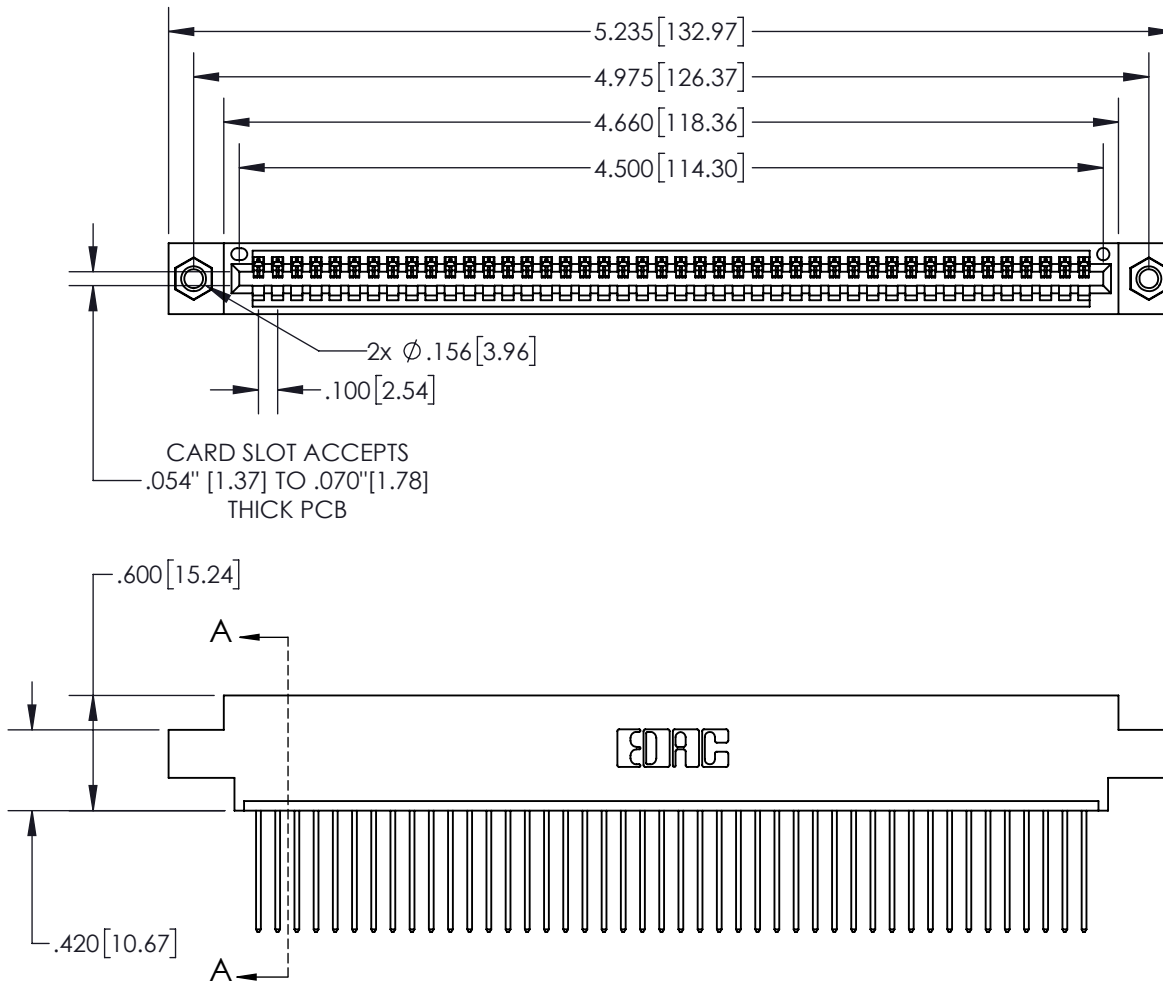 5.235[132.97]
4.975[126.37]
4.660[118.36]
4.500[114.30]
2x Ø.156[3.96]
.100[2.54]
CARD SLOT ACCEPTS
.054" [1.37] TO .070"[1.78]
THICK PCB
.600[15.24]
A
EDAC
.420[10.67]
A